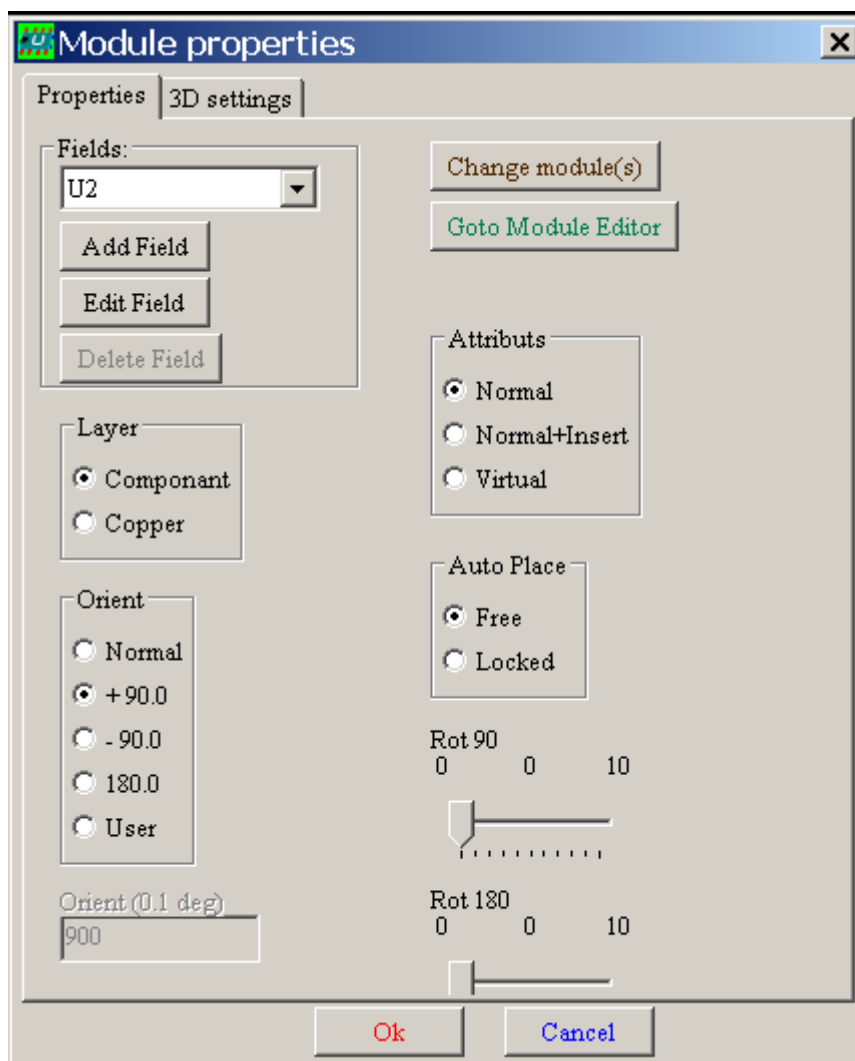 Module properties
Properties
3D settings
Fields:
U2
Add Field
Edit Field
Delete Field
Layer
Componant
Copper
Orient
Normal
+90.0
- 90.0
180.0
User
Orient (0.1 deg)
900
Change module(s)
Goto Module Editor
Attributs
Normal
Normal+Insert
Virtual
Auto Place
Free
Locked
Rot 90
0 0 10
Rot 180
0 0 10
Ok
Cancel